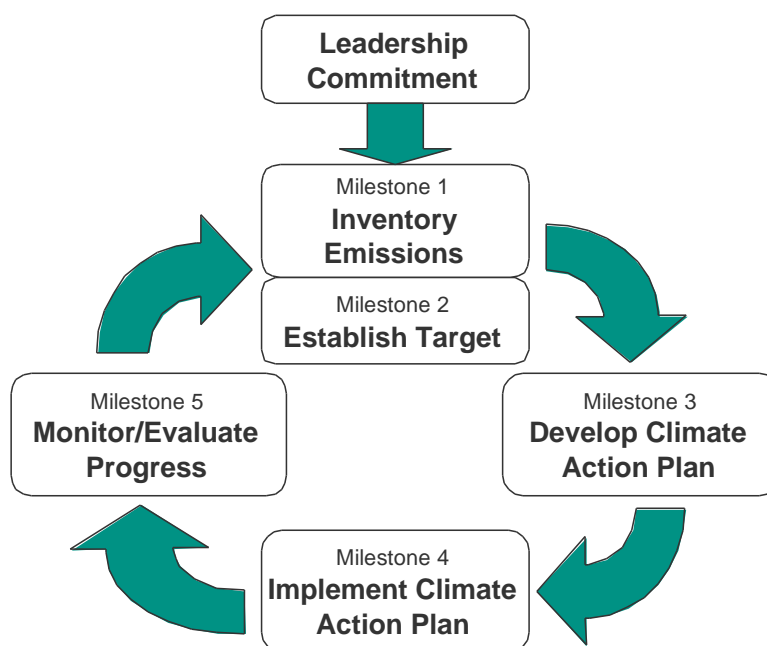 Leadership
Commitment
Milestone 1
Inventory
Emissions
Milestone 2
Establish Target
Milestone 3
Develop Climate
Action Plan
Milestone 4
Implement Climate
Action Plan
Milestone 5
Monitor/Evaluate
Progress